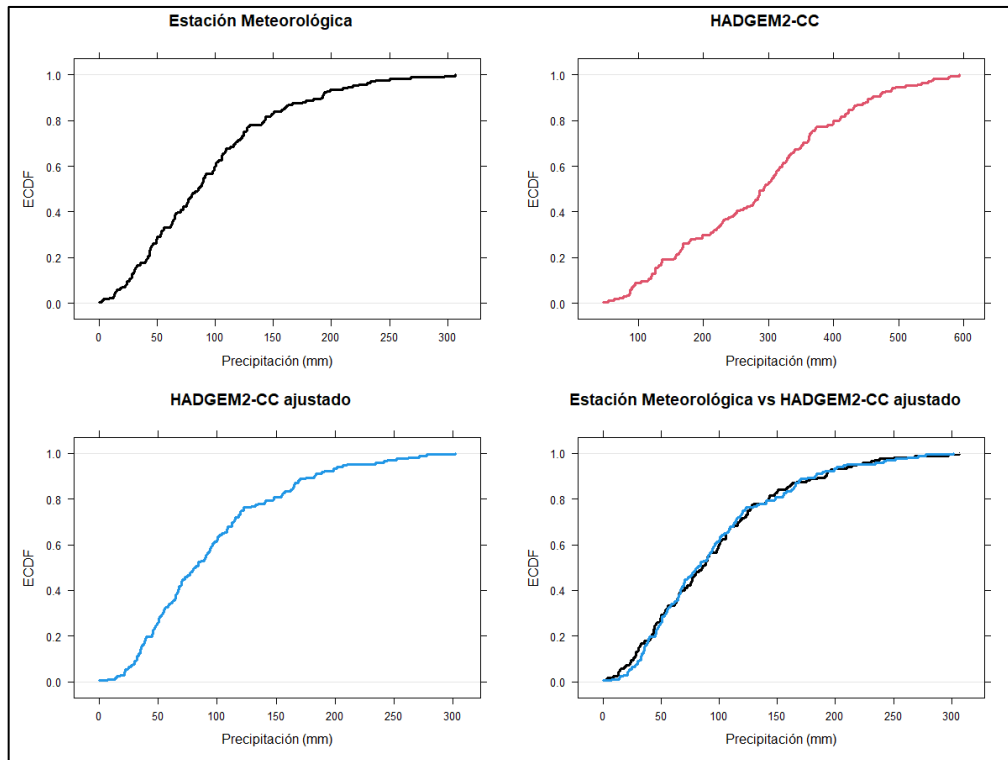 Estación Meteorológica
1.0
0.8
0.6
0.4
0.2
0.0
ECDF
0 50 100 150 200 250 300
Precipitación (mm)
HADGEM2-CC
1.0
0.8
0.6
0.4
0.2
0.0
ECDF
100 200 300 400 500 600
Precipitación (mm)
HADGEM2-CC ajustado
1.0
0.8
0.6
0.4
0.2
0.0
ECDF
0 50 100 150 200 250 300
Precipitación (mm)
Estación Meteorológica vs HADGEM2-CC ajustado
1.0
0.8
0.6
0.4
0.2
0.0
ECDF
0 50 100 150 200 250 300
Precipitación (mm)